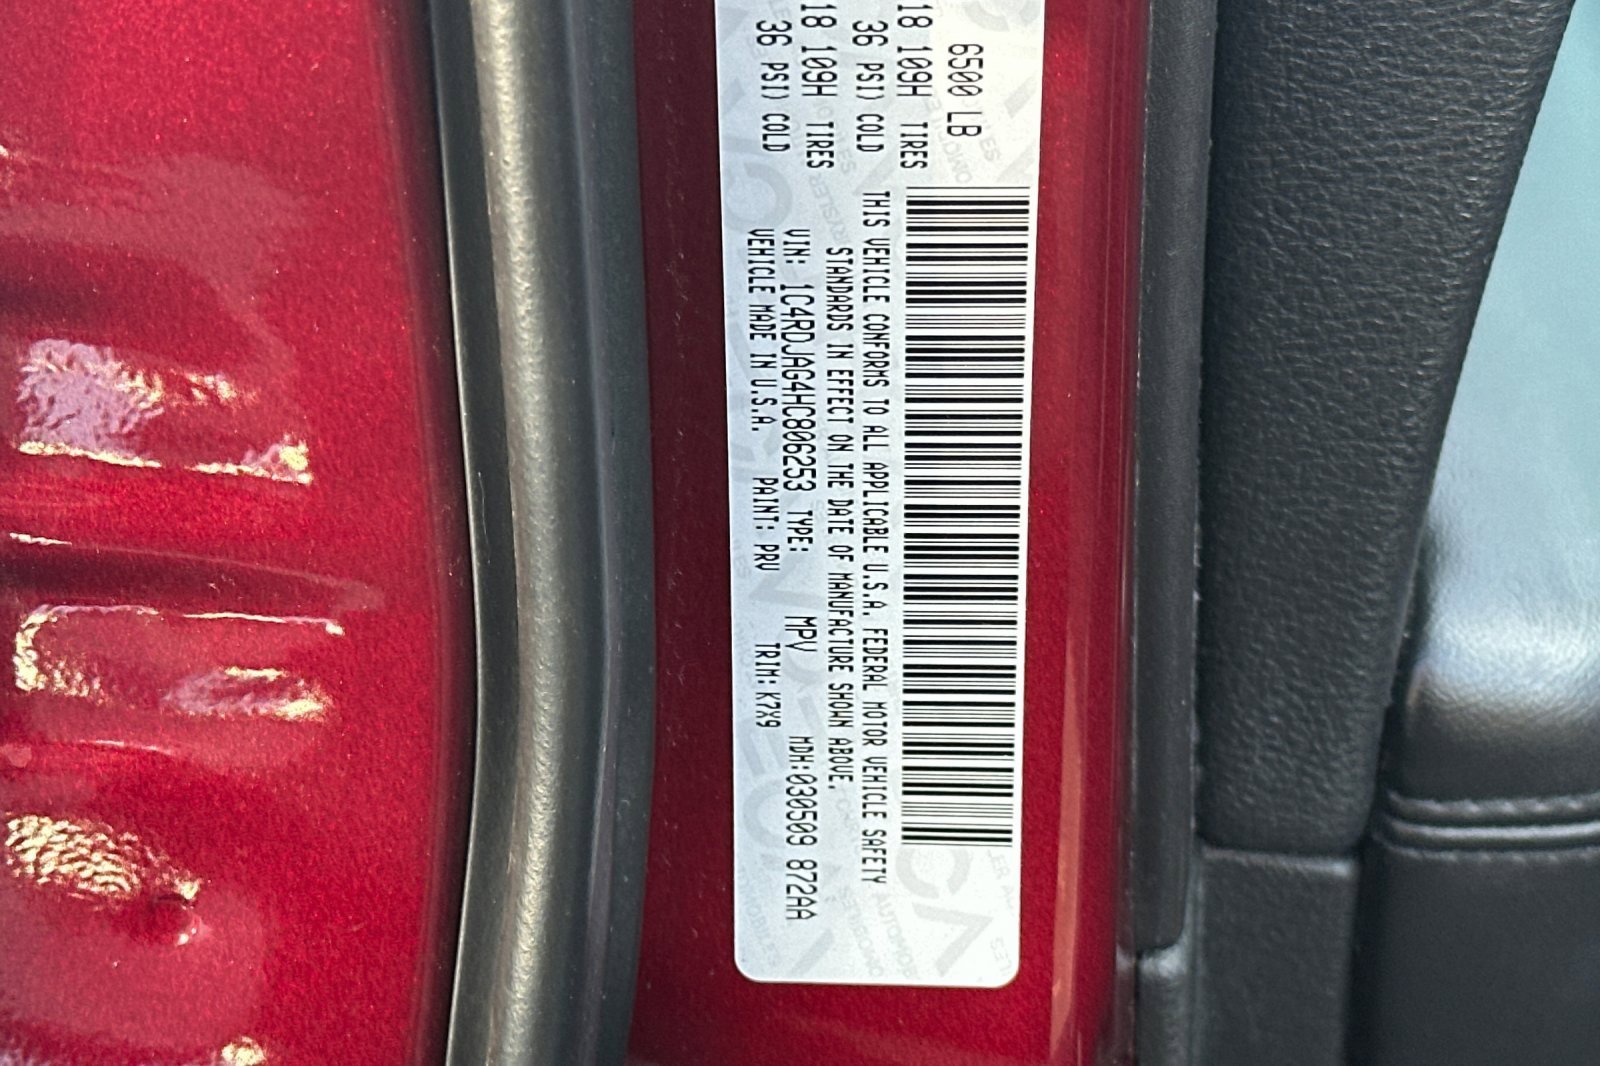 6500 LB
18 109H TIRES
36 PSI) COLD
18 109H TIRES
36 PSI) COLD
THIS VEHICLE CONFORMS TO ALL APPLICABLE U.S.A. FEDERAL MOTOR VEHICLE SAFETY
STANDARDS IN EFFECT ON THE DATE OF MANUFACTURE SHOWN ABOVE.
VIN: 1C4RDJAG4HC806253 TYPE: MPV MDH:030509 872AA
VEHICLE MADE IN U.S.A. PAINT: PRV TRIM: K7X9